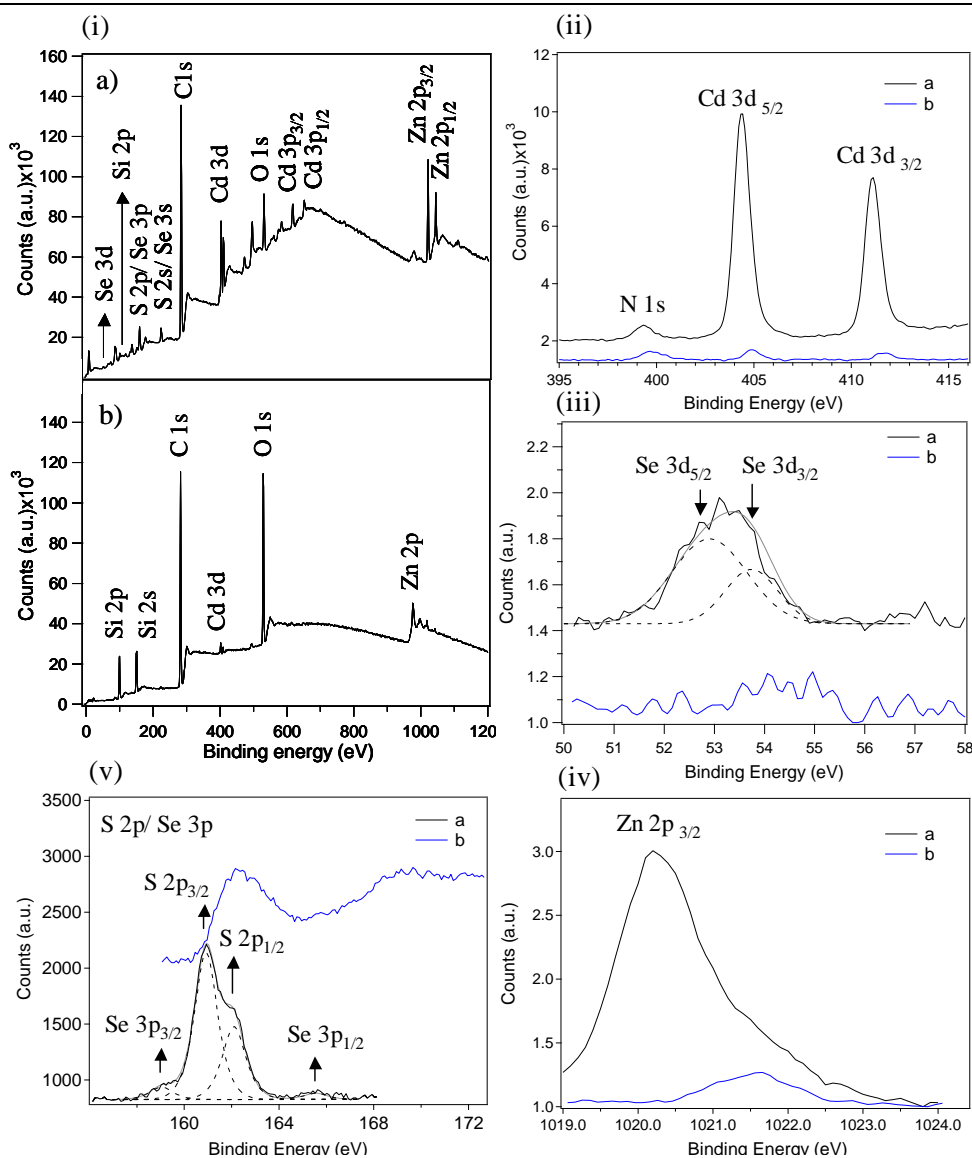 (i)
a)
160
140
120
100
80
60
40
20
Counts (a.u.)x10³
Se 3d
Si 2p
S 2p/ Se 3p
S 2s/ Se 3s
C1s
Cd 3d
O 1s
Cd 3p3/2
Cd 3p1/2
Zn 2p3/2
Zn 2p1/2
b)
140
120
100
80
60
40
20
0
Counts (a.u.)x10³
Si 2p
Si 2s
C 1s
Cd 3d
O 1s
Zn 2p
0 200 400 600 800 1000 120
Binding energy (eV)
(ii)
12
10
8
6
4
2
Counts (a.u.)x10³
N 1s
Cd 3d 5/2
Cd 3d 3/2
a
b
395 400 405 410 415
Binding Energy (eV)
(iii)
2.2
2.0
1.8
1.6
1.4
1.2
1.0
Counts (a.u.)
Se 3d5/2 Se 3d3/2
a
b
50 51 52 53 54 55 56 57 58
Binding Energy (eV)
(v)
3500
3000
2500
2000
1500
1000
Counts (a.u.)
S 2p/ Se 3p
a
b
S 2p3/2
S 2p1/2
Se 3p3/2
Se 3p1/2
160 164 168 172
Binding Energy (eV)
(iv)
3.0
2.5
2.0
1.5
1.0
Counts (a.u.)
Zn 2p 3/2
a
b
1019.0 1020.0 1021.0 1022.0 1023.0 1024.0
Binding Energy (eV)